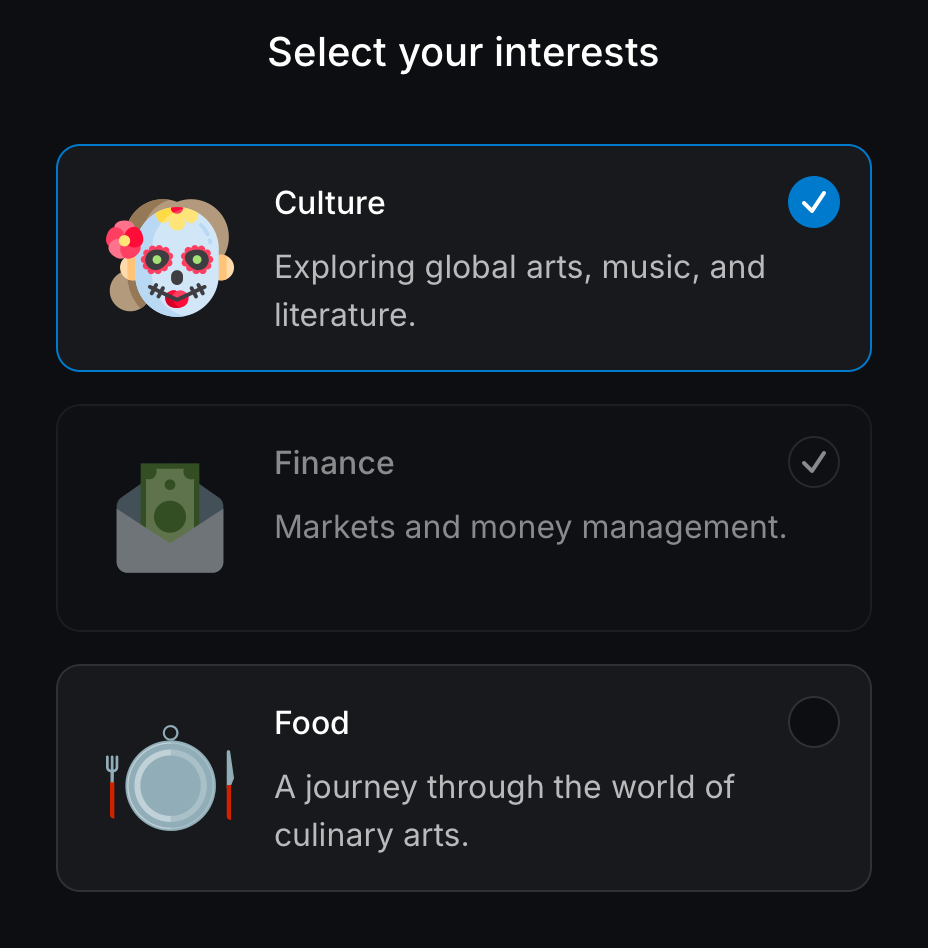 Select your interests
Culture
Exploring global arts, music, and
literature.
Finance
Markets and money management.
Food
A journey through the world of
culinary arts.